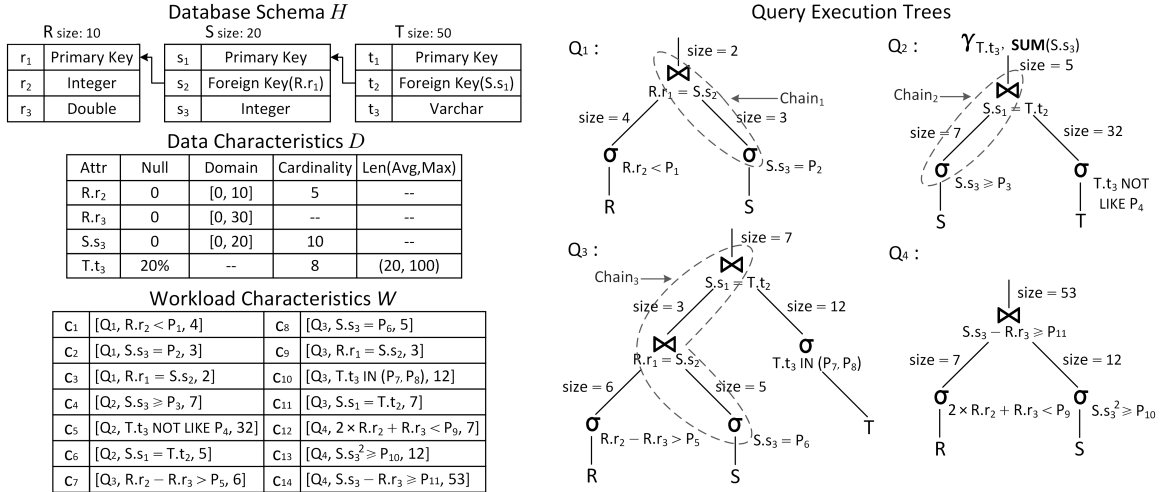 Database Schema H
R size: 10
S size: 20
T size: 50
r1 Primary Key
r2 Integer
r3 Double
s1 Primary Key
s2 Foreign Key(R.r1)
s3 Integer
t1 Primary Key
t2 Foreign Key(S.s1)
t3 Varchar
Data Characteristics D
Attr Null Domain Cardinality Len(Avg,Max)
R.r2 0 [0, 10] 5 --
R.r3 0 [0, 30] -- --
S.s3 0 [0, 20] 10 --
T.t3 20% -- 8 (20, 100)
Workload Characteristics W
c1 [Q1, R.r2 < P1, 4] c8 [Q3, S.s3 = P6, 5]
c2 [Q1, S.s3 = P2, 3] c9 [Q3, R.r1 = S.s2, 3]
c3 [Q1, R.r1 = S.s2, 2] c10 [Q3, T.t3 IN (P7, P8), 12]
c4 [Q2, S.s3 ≥ P3, 7] c11 [Q3, S.s1 = T.t2, 7]
c5 [Q2, T.t3 NOT LIKE P4, 32] c12 [Q4, 2 × R.r2 + R.r3 < P9, 7]
c6 [Q2, S.s1 = T.t2, 5] c13 [Q4, S.s3² ≥ P10, 12]
c7 [Q3, R.r2 − R.r3 > P5, 6] c14 [Q4, S.s3 − R.r3 ≥ P11, 53]
Query Execution Trees
Q1 :
size = 2
⋈
R.r1 = S.s2
Chain1
size = 4
size = 3
σ R.r2 < P1
σ S.s3 = P2
R
S
Q2 :
γ T.t3, SUM(S.s3)
size = 5
⋈
Chain2
S.s1 = T.t2
size = 7
size = 32
σ S.s3 ≥ P3
σ T.t3 NOT
LIKE P4
S
T
Q3 :
size = 7
⋈
Chain3
S.s1 = T.t2
size = 3
size = 12
⋈
R.r1 = S.s2
σ
T.t3 IN (P7, P8)
size = 6
size = 5
σ R.r2 − R.r3 > P5
σ S.s3 = P6
T
R
S
Q4 :
size = 53
⋈
S.s3 − R.r3 ≥ P11
size = 7
size = 12
σ 2 × R.r2 + R.r3 < P9
σ S.s3² ≥ P10
R
S